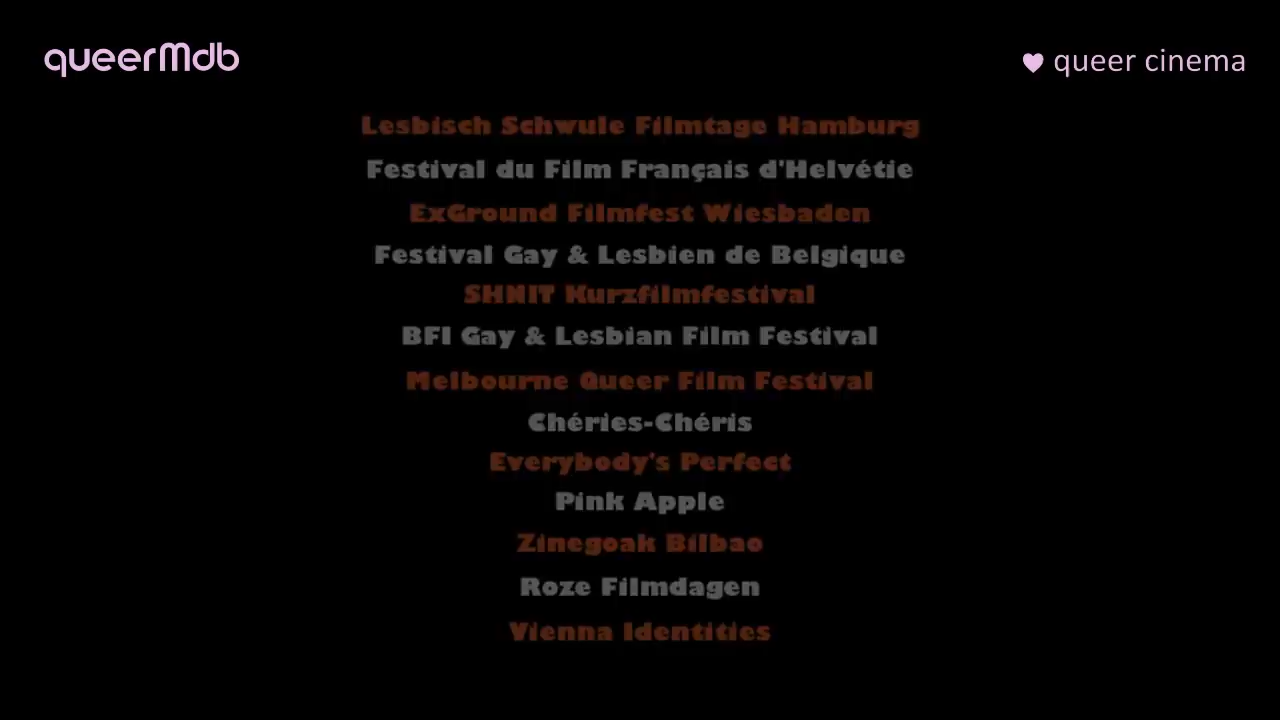 queerMdb
♥ queer cinema
Lesbisch Schwule Filmtage Hamburg
Festival du Film Français d'Helvétie
ExGround Filmfest Wiesbaden
Festival Gay & Lesbien de Belgique
SHNIT Kurzfilmfestival
BFI Gay & Lesbian Film Festival
Melbourne Queer Film Festival
Chéries-Chéris
Everybody's Perfect
Pink Apple
Zinegoak Bilbao
Roze Filmdagen
Vienna Identities